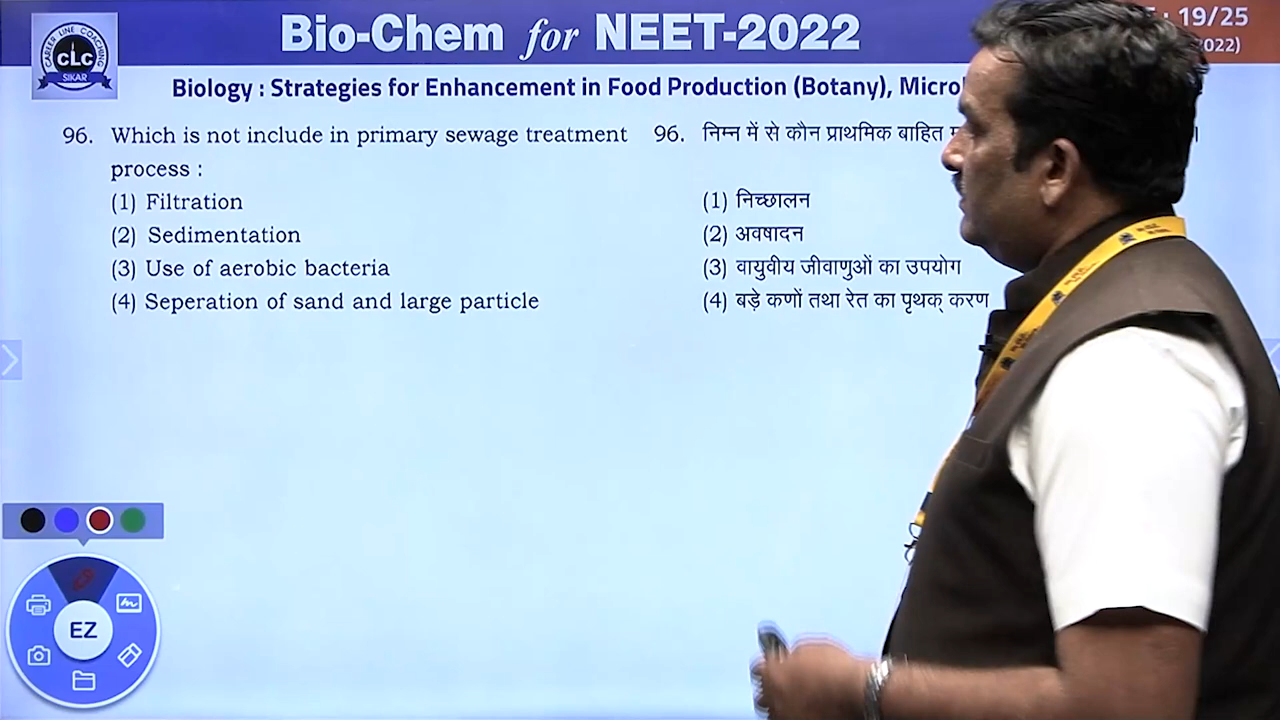 Bio-Chem for NEET-2022
: 19/25
2022)
CAREER LINE COACHING
CLC
SIKAR
Biology : Strategies for Enhancement in Food Production (Botany),
96. Which is not include in primary sewage treatment
process :
(1) Filtration
(2) Sedimentation
(3) Use of aerobic bacteria
(4) Seperation of sand and large particle
96. निम्न में से कौन प्राथमिक बाहित
(1) निच्छालन
(2) अवषादन
(3) वायुवीय जीवाणुओं का उपयोग
(4) बड़े कणों तथा रेत का पृथक् करण
EZ